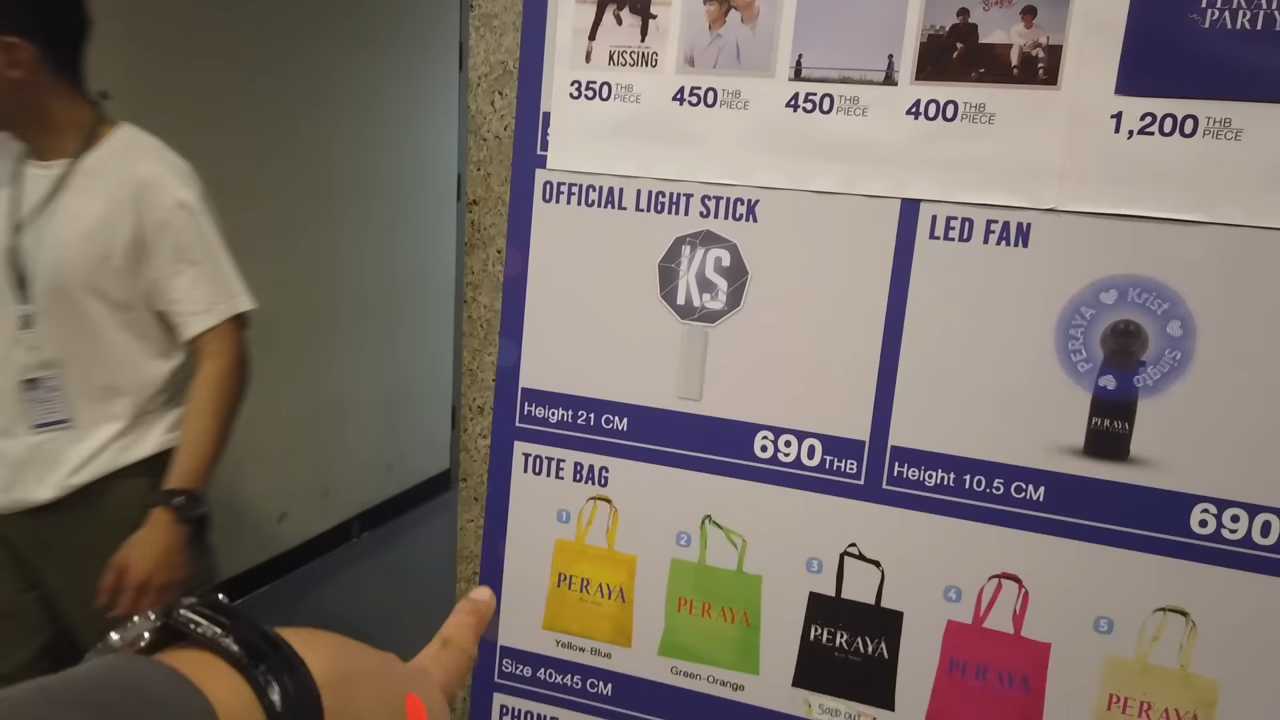 Single
PERAYA
PARTY
KISSING
350 THB PIECE
450 THB PIECE
450 THB PIECE
400 THB PIECE
1,200 THB PIECE
OFFICIAL LIGHT STICK
KS
Height 21 CM
690 THB
LED FAN
PERAYA Krist Singto
PERAYA
Height 10.5 CM
690
TOTE BAG
1
PERAYA
Yellow-Blue
2
PERAYA
Green-Orange
3
PERAYA
SOLD OUT
4
PERAYA
5
PERAYA
Size 40x45 CM
PHONE